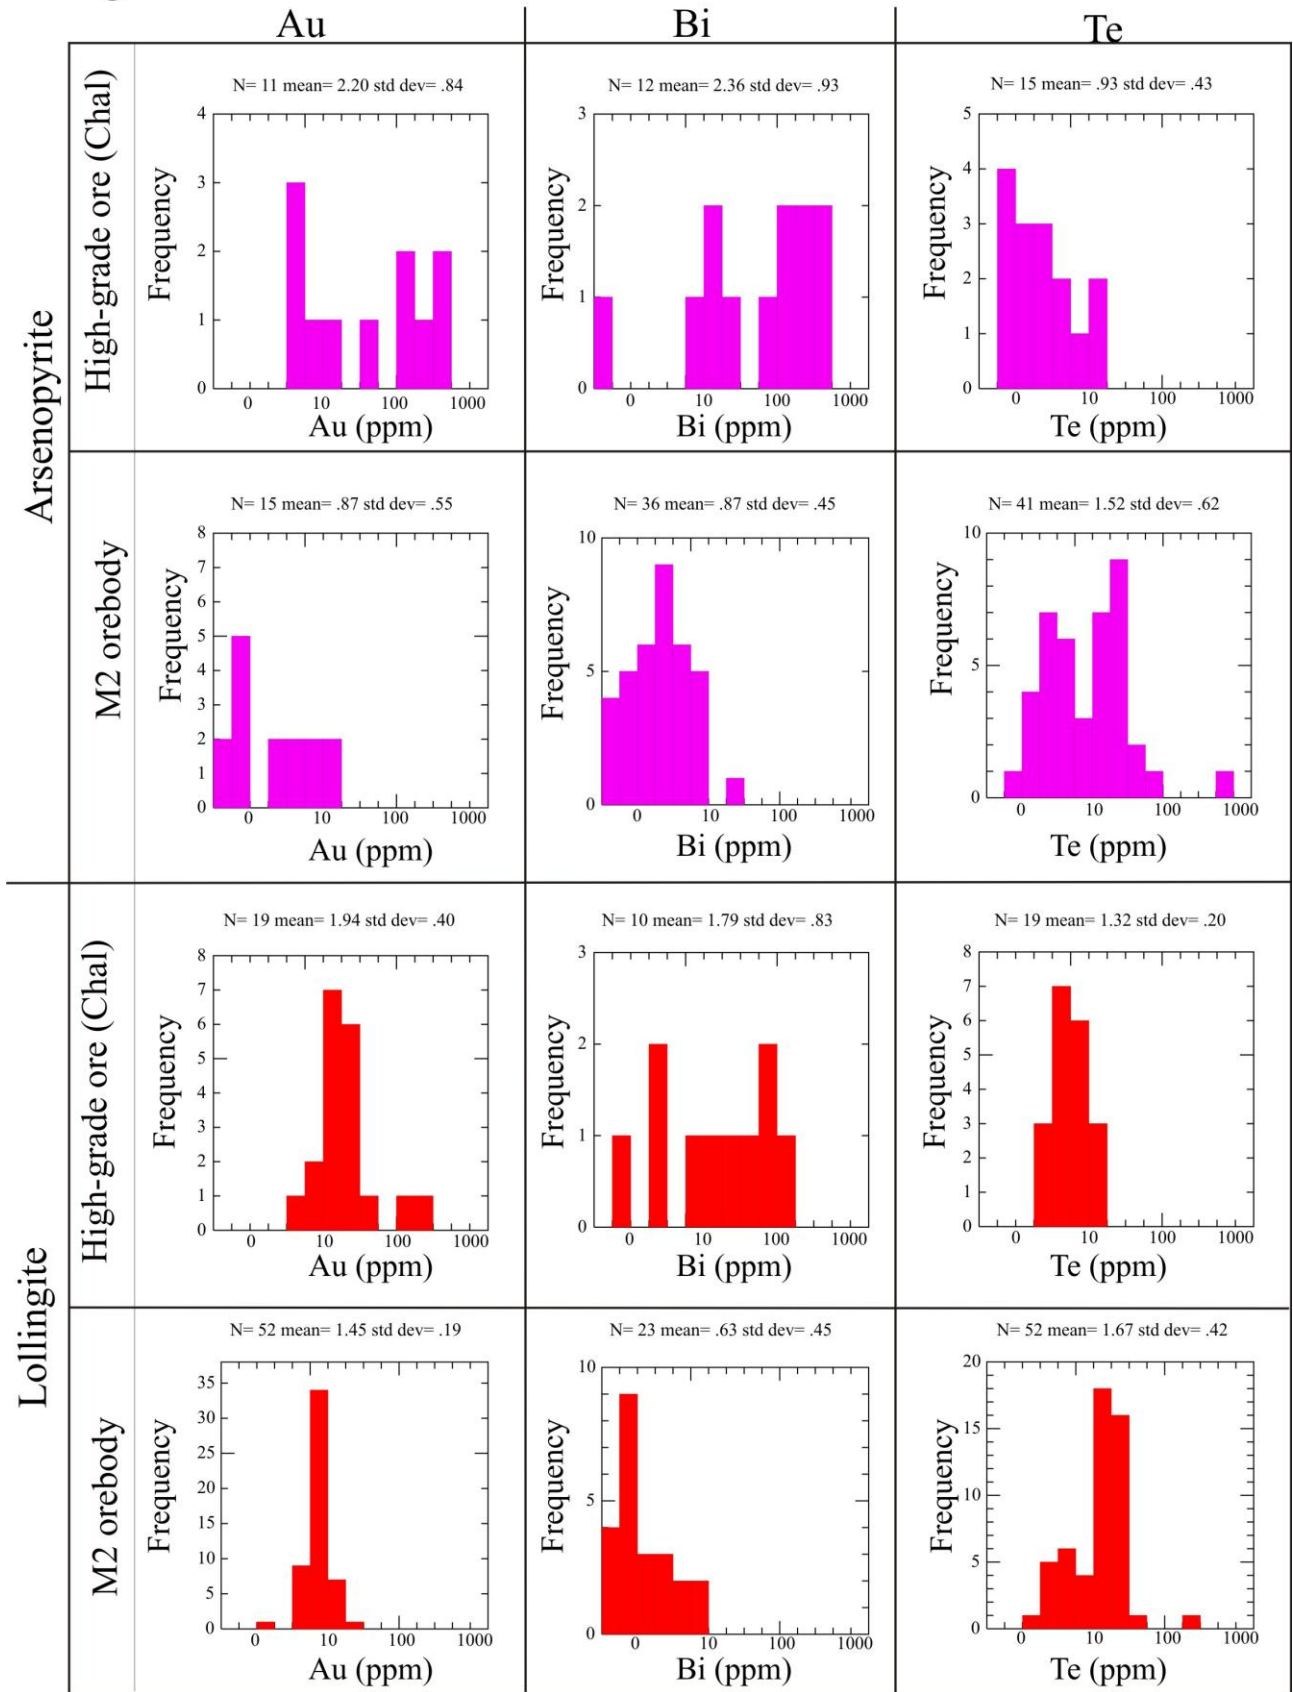 Au Bi Te
Arsenopyrite
High-grade ore (Chal)
N= 11 mean= 2.20 std dev= .84
Frequency
4
3
2
1
0
0 10 100 1000
Au (ppm)
N= 12 mean= 2.36 std dev= .93
Frequency
3
2
1
0
0 10 100 1000
Bi (ppm)
N= 15 mean= .93 std dev= .43
Frequency
5
4
3
2
1
0
0 10 100 1000
Te (ppm)
M2 orebody
N= 15 mean= .87 std dev= .55
Frequency
8
7
6
5
4
3
2
1
0
0 10 100 1000
Au (ppm)
N= 36 mean= .87 std dev= .45
Frequency
10
5
0
0 10 100 1000
Bi (ppm)
N= 41 mean= 1.52 std dev= .62
Frequency
10
5
0
0 10 100 1000
Te (ppm)
Lollingite
High-grade ore (Chal)
N= 19 mean= 1.94 std dev= .40
Frequency
8
7
6
5
4
3
2
1
0
0 10 100 1000
Au (ppm)
N= 10 mean= 1.79 std dev= .83
Frequency
3
2
1
0
0 10 100 1000
Bi (ppm)
N= 19 mean= 1.32 std dev= .20
Frequency
8
7
6
5
4
3
2
1
0
0 10 100 1000
Te (ppm)
M2 orebody
N= 52 mean= 1.45 std dev= .19
Frequency
35
30
25
20
15
10
5
0
0 10 100 1000
Au (ppm)
N= 23 mean= .63 std dev= .45
Frequency
10
5
0
0 10 100 1000
Bi (ppm)
N= 52 mean= 1.67 std dev= .42
Frequency
20
15
10
5
0
0 10 100 1000
Te (ppm)